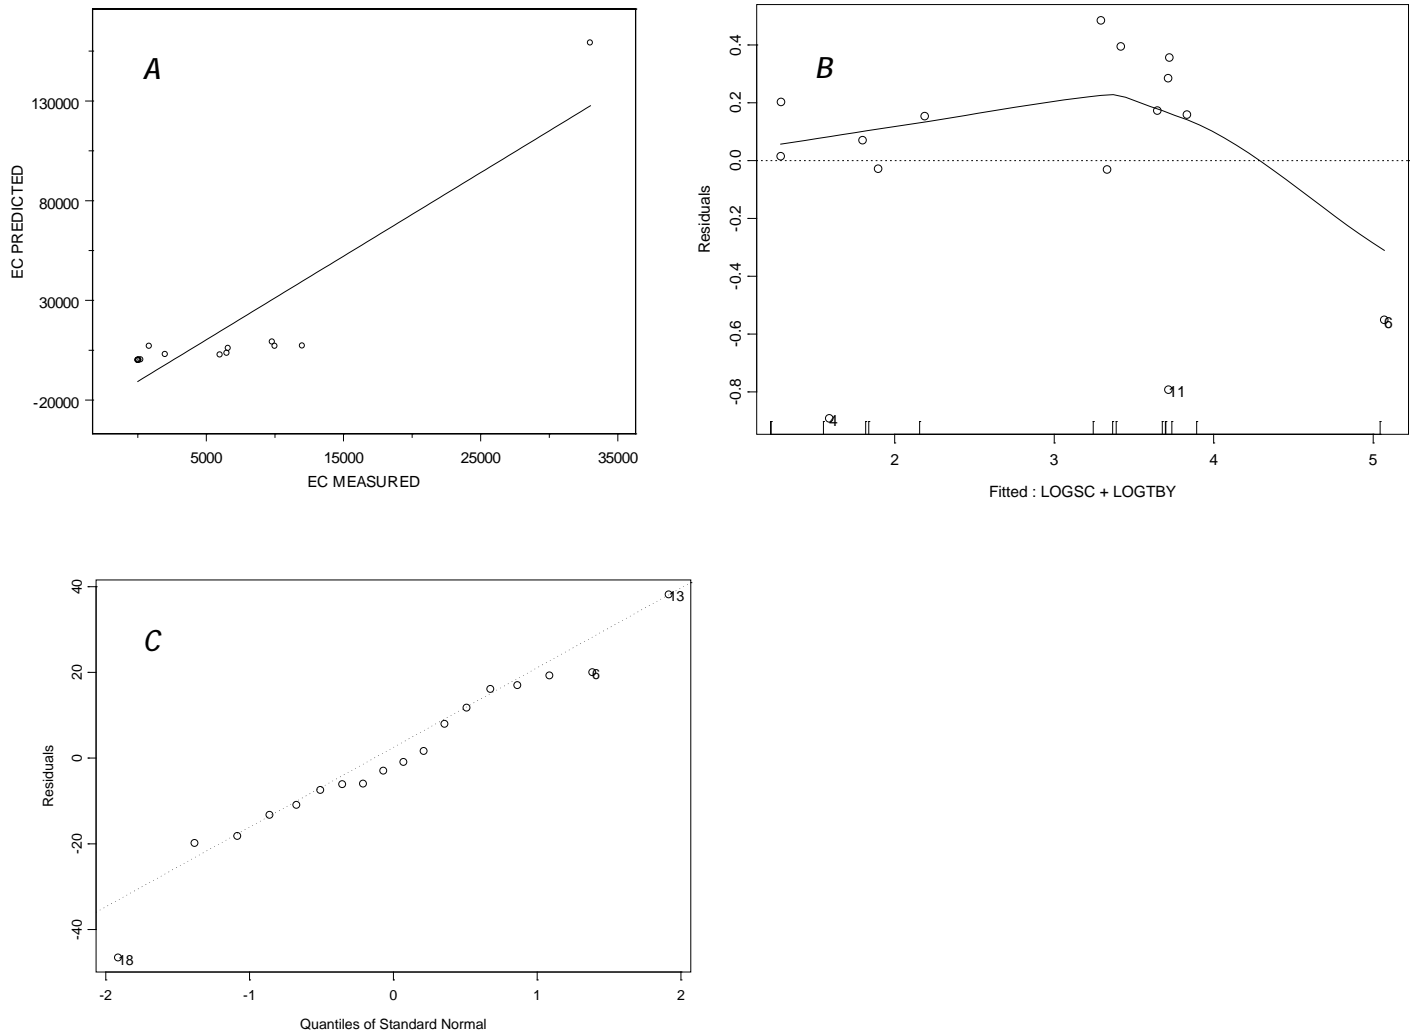 A
130000
80000
30000
-20000
EC PREDICTED
5000 15000 25000 35000
EC MEASURED
B
0.4
0.2
0.0
-0.2
-0.4
-0.6
-0.8
Residuals
6
11
4
2 3 4 5
Fitted : LOGSC + LOGTBY
C
40
20
0
-20
-40
Residuals
13
6
18
-2 -1 0 1 2
Quantiles of Standard Normal